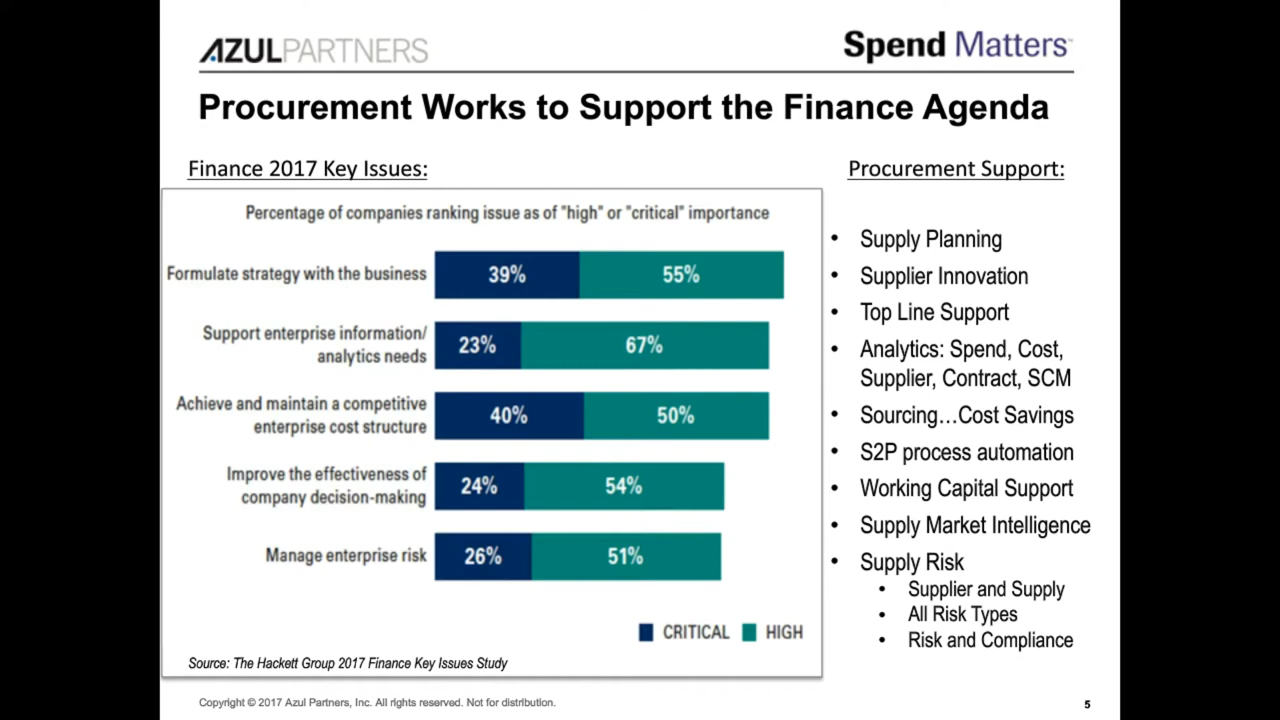 AZULPARTNERS
Spend Matters™
Procurement Works to Support the Finance Agenda
Finance 2017 Key Issues:
Percentage of companies ranking issue as of "high" or "critical" importance
Formulate strategy with the business
39%
55%
Support enterprise information/
analytics needs
23%
67%
Achieve and maintain a competitive
enterprise cost structure
40%
50%
Improve the effectiveness of
company decision-making
24%
54%
Manage enterprise risk
26%
51%
CRITICAL
HIGH
Source: The Hackett Group 2017 Finance Key Issues Study
Procurement Support:
• Supply Planning
• Supplier Innovation
• Top Line Support
• Analytics: Spend, Cost,
Supplier, Contract, SCM
• Sourcing…Cost Savings
• S2P process automation
• Working Capital Support
• Supply Market Intelligence
• Supply Risk
• Supplier and Supply
• All Risk Types
• Risk and Compliance
Copyright © 2017 Azul Partners, Inc. All rights reserved. Not for distribution.
5